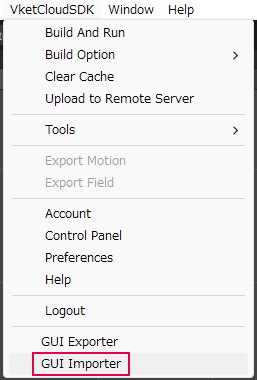 VketCloudSDK Window Help
Build And Run
Build Option
Clear Cache
Upload to Remote Server
Tools
Export Motion
Export Field
Account
Control Panel
Preferences
Help
Logout
GUI Exporter
GUI Importer